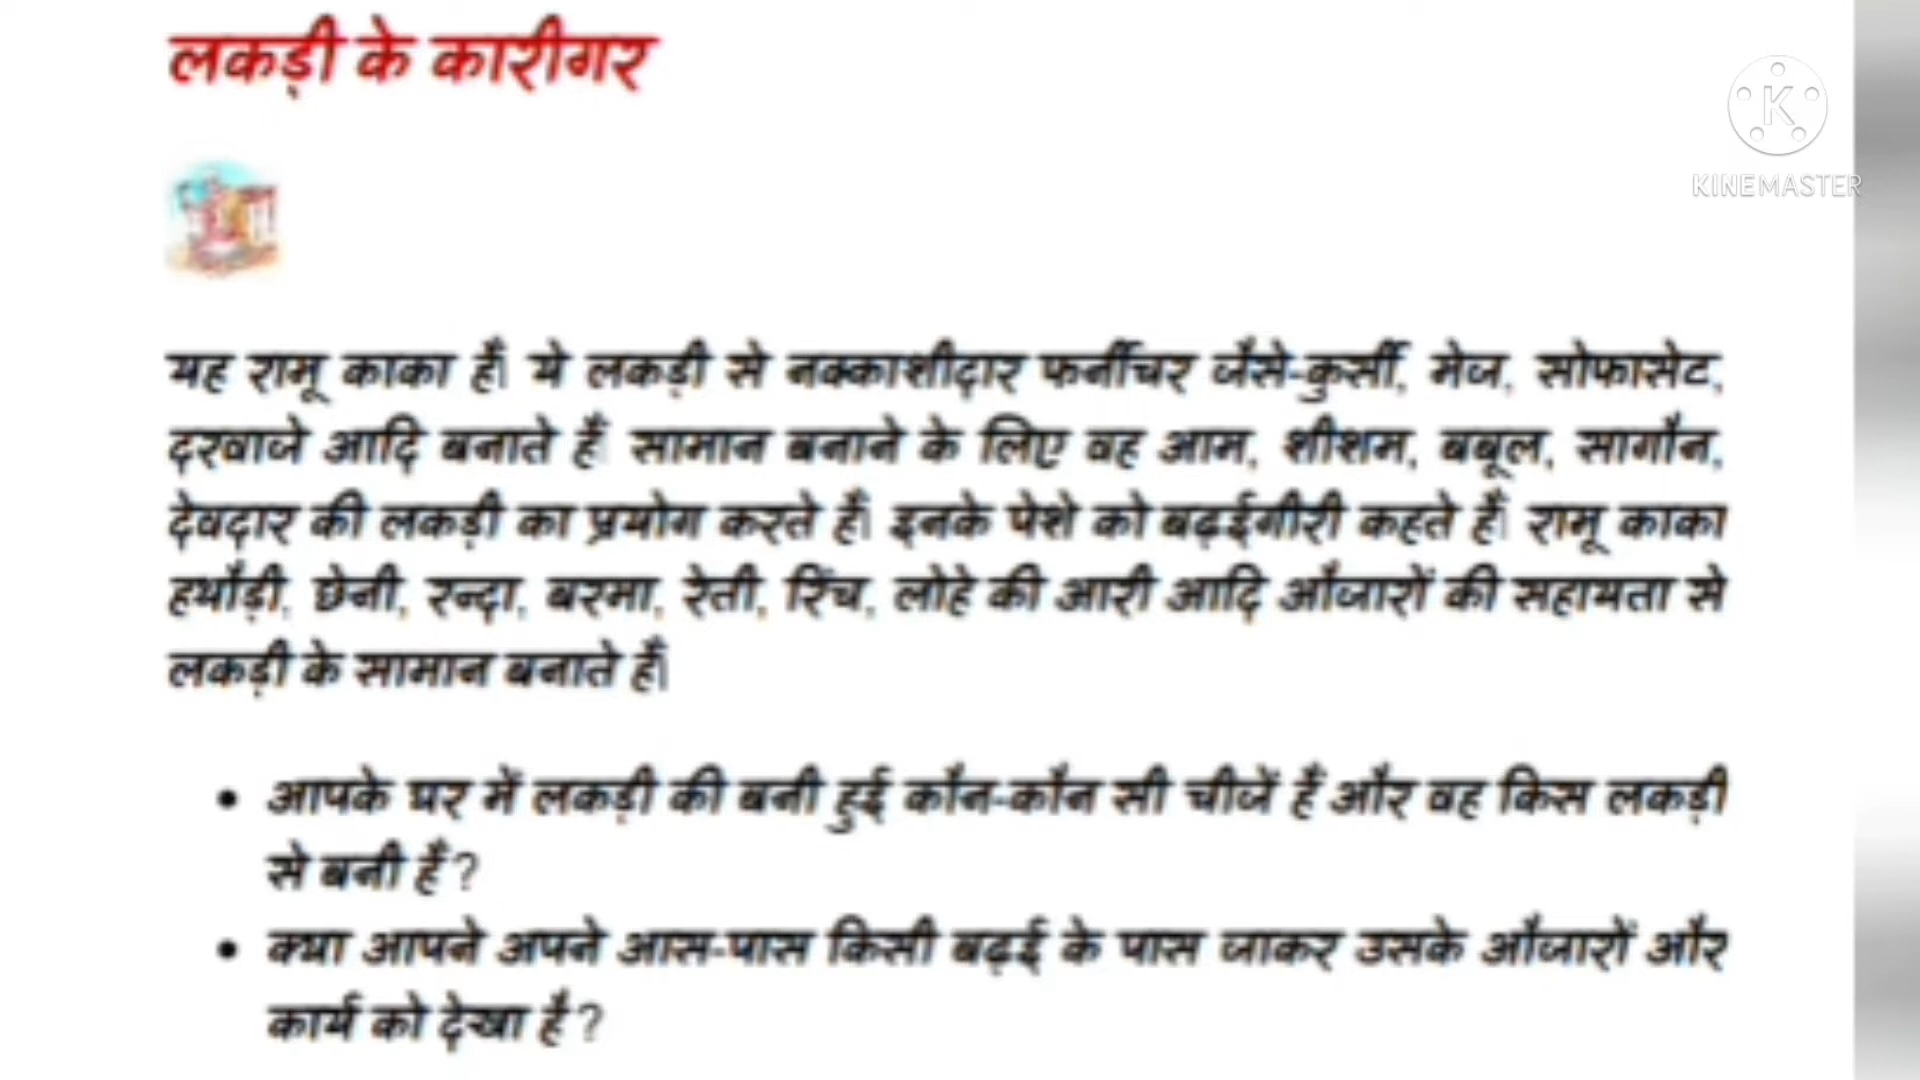 लकड़ी के कारीगर
KINEMASTER
यह रामू काका हैं। ये लकड़ी से नक्काशीदार फर्नीचर जैसे-कुर्सी, मेज, सोफासेट,
दरवाजे आदि बनाते हैं। सामान बनाने के लिए वह आम, शीशम, बबूल, सागौन,
देवदार की लकड़ी का प्रयोग करते हैं। इनके पेशे को बढ़ईगीरी कहते हैं। रामू काका
हथौड़ी, छेनी, रन्दा, बरमा, रेती, रिंच, लोहे की आरी आदि औजारों की सहायता से
लकड़ी के सामान बनाते हैं।
• आपके घर में लकड़ी की बनी हुई कौन-कौन सी चीजें हैं और वह किस लकड़ी
से बनी हैं?
• क्या आपने अपने आस-पास किसी बढ़ई के पास जाकर उसके औजारों और
कार्य को देखा है?